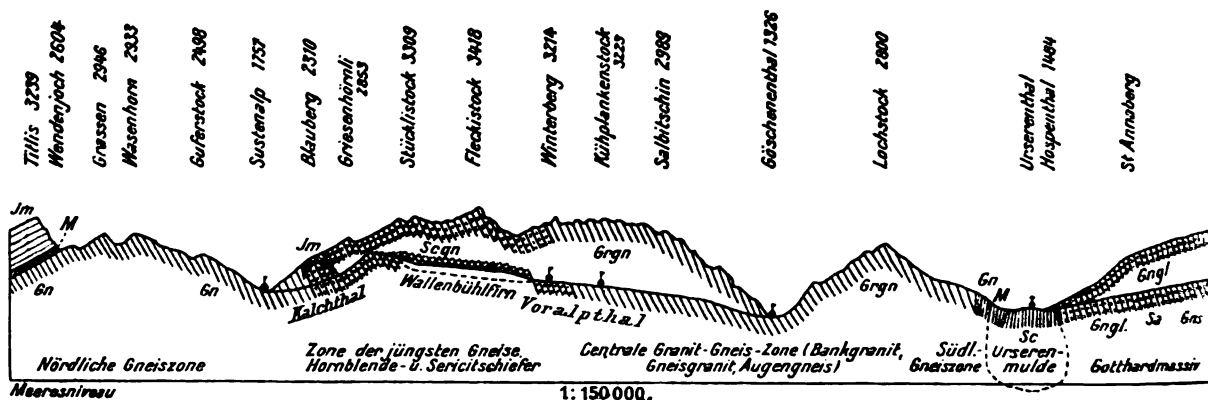 Titlis 3239
Wendenjoch 2604
Grassen 2946
Wasenhorn 2933
Guferstock 2498
Sustenalp 1757
Blauberg 2310
Griesenhörnli
2853
Stücklistock 3309
Fleckistock 3418
Winterberg 3214
Kühplankenstock
3223
Salbitschin 2989
Göschenenthal 1326
Lochstock 2800
Urserenthal
Hospenthal 1484
St Annaberg
Jm
M
Gn
Gn
Jm
Kalchthal
Scgn
Wallenbühlfirn
Voralpthal
Grgn
Grgn
Gn
M
Sc
Gngl
Gngl.
Sa
Gns
Nördliche Gneiszone
Zone der jüngsten Gneise.
Hornblende- u. Sericitschiefer
Centrale Granit-Gneis-Zone (Bankgranit,
Gneisgranit, Augengneis)
Südl.-
Gneiszone
Urseren-
mulde
Gotthardmassiv
Meeresniveau
1:150000.